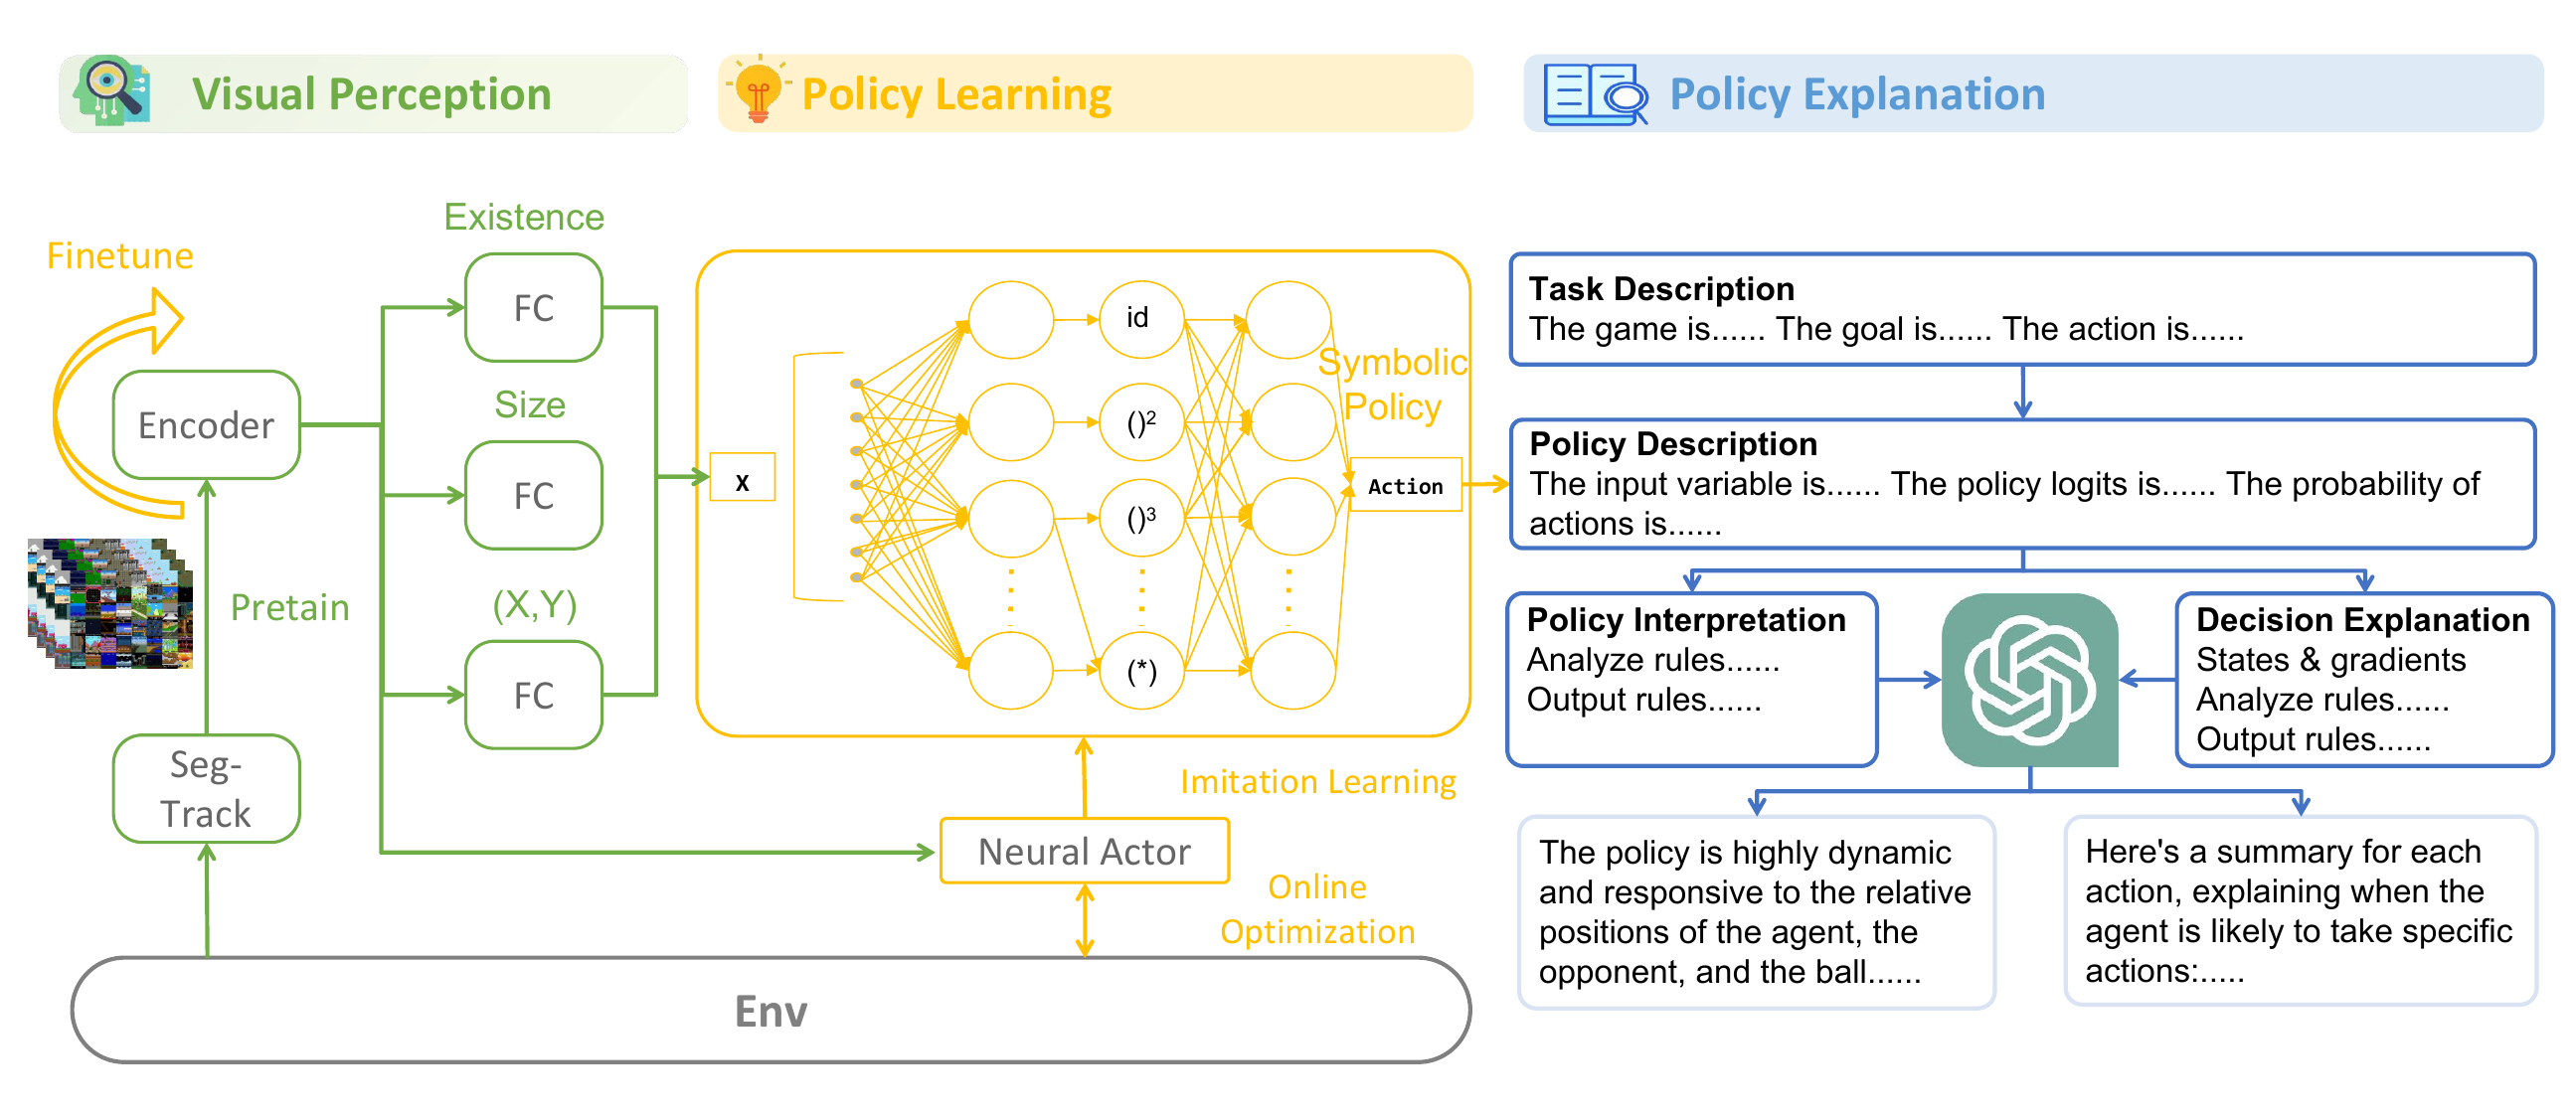 Visual Perception
Policy Learning
Policy Explanation
Finetune
Encoder
Pretain
Seg-
Track
Existence
FC
Size
FC
(X,Y)
FC
X
id
()²
()³
(*)
Symbolic
Policy
Action
Imitation Learning
Neural Actor
Online
Optimization
Env
Task Description
The game is...... The goal is...... The action is......
Policy Description
The input variable is...... The policy logits is...... The probability of
actions is......
Policy Interpretation
Analyze rules......
Output rules......
Decision Explanation
States & gradients
Analyze rules......
Output rules......
The policy is highly dynamic
and responsive to the relative
positions of the agent, the
opponent, and the ball......
Here's a summary for each
action, explaining when the
agent is likely to take specific
actions:.....